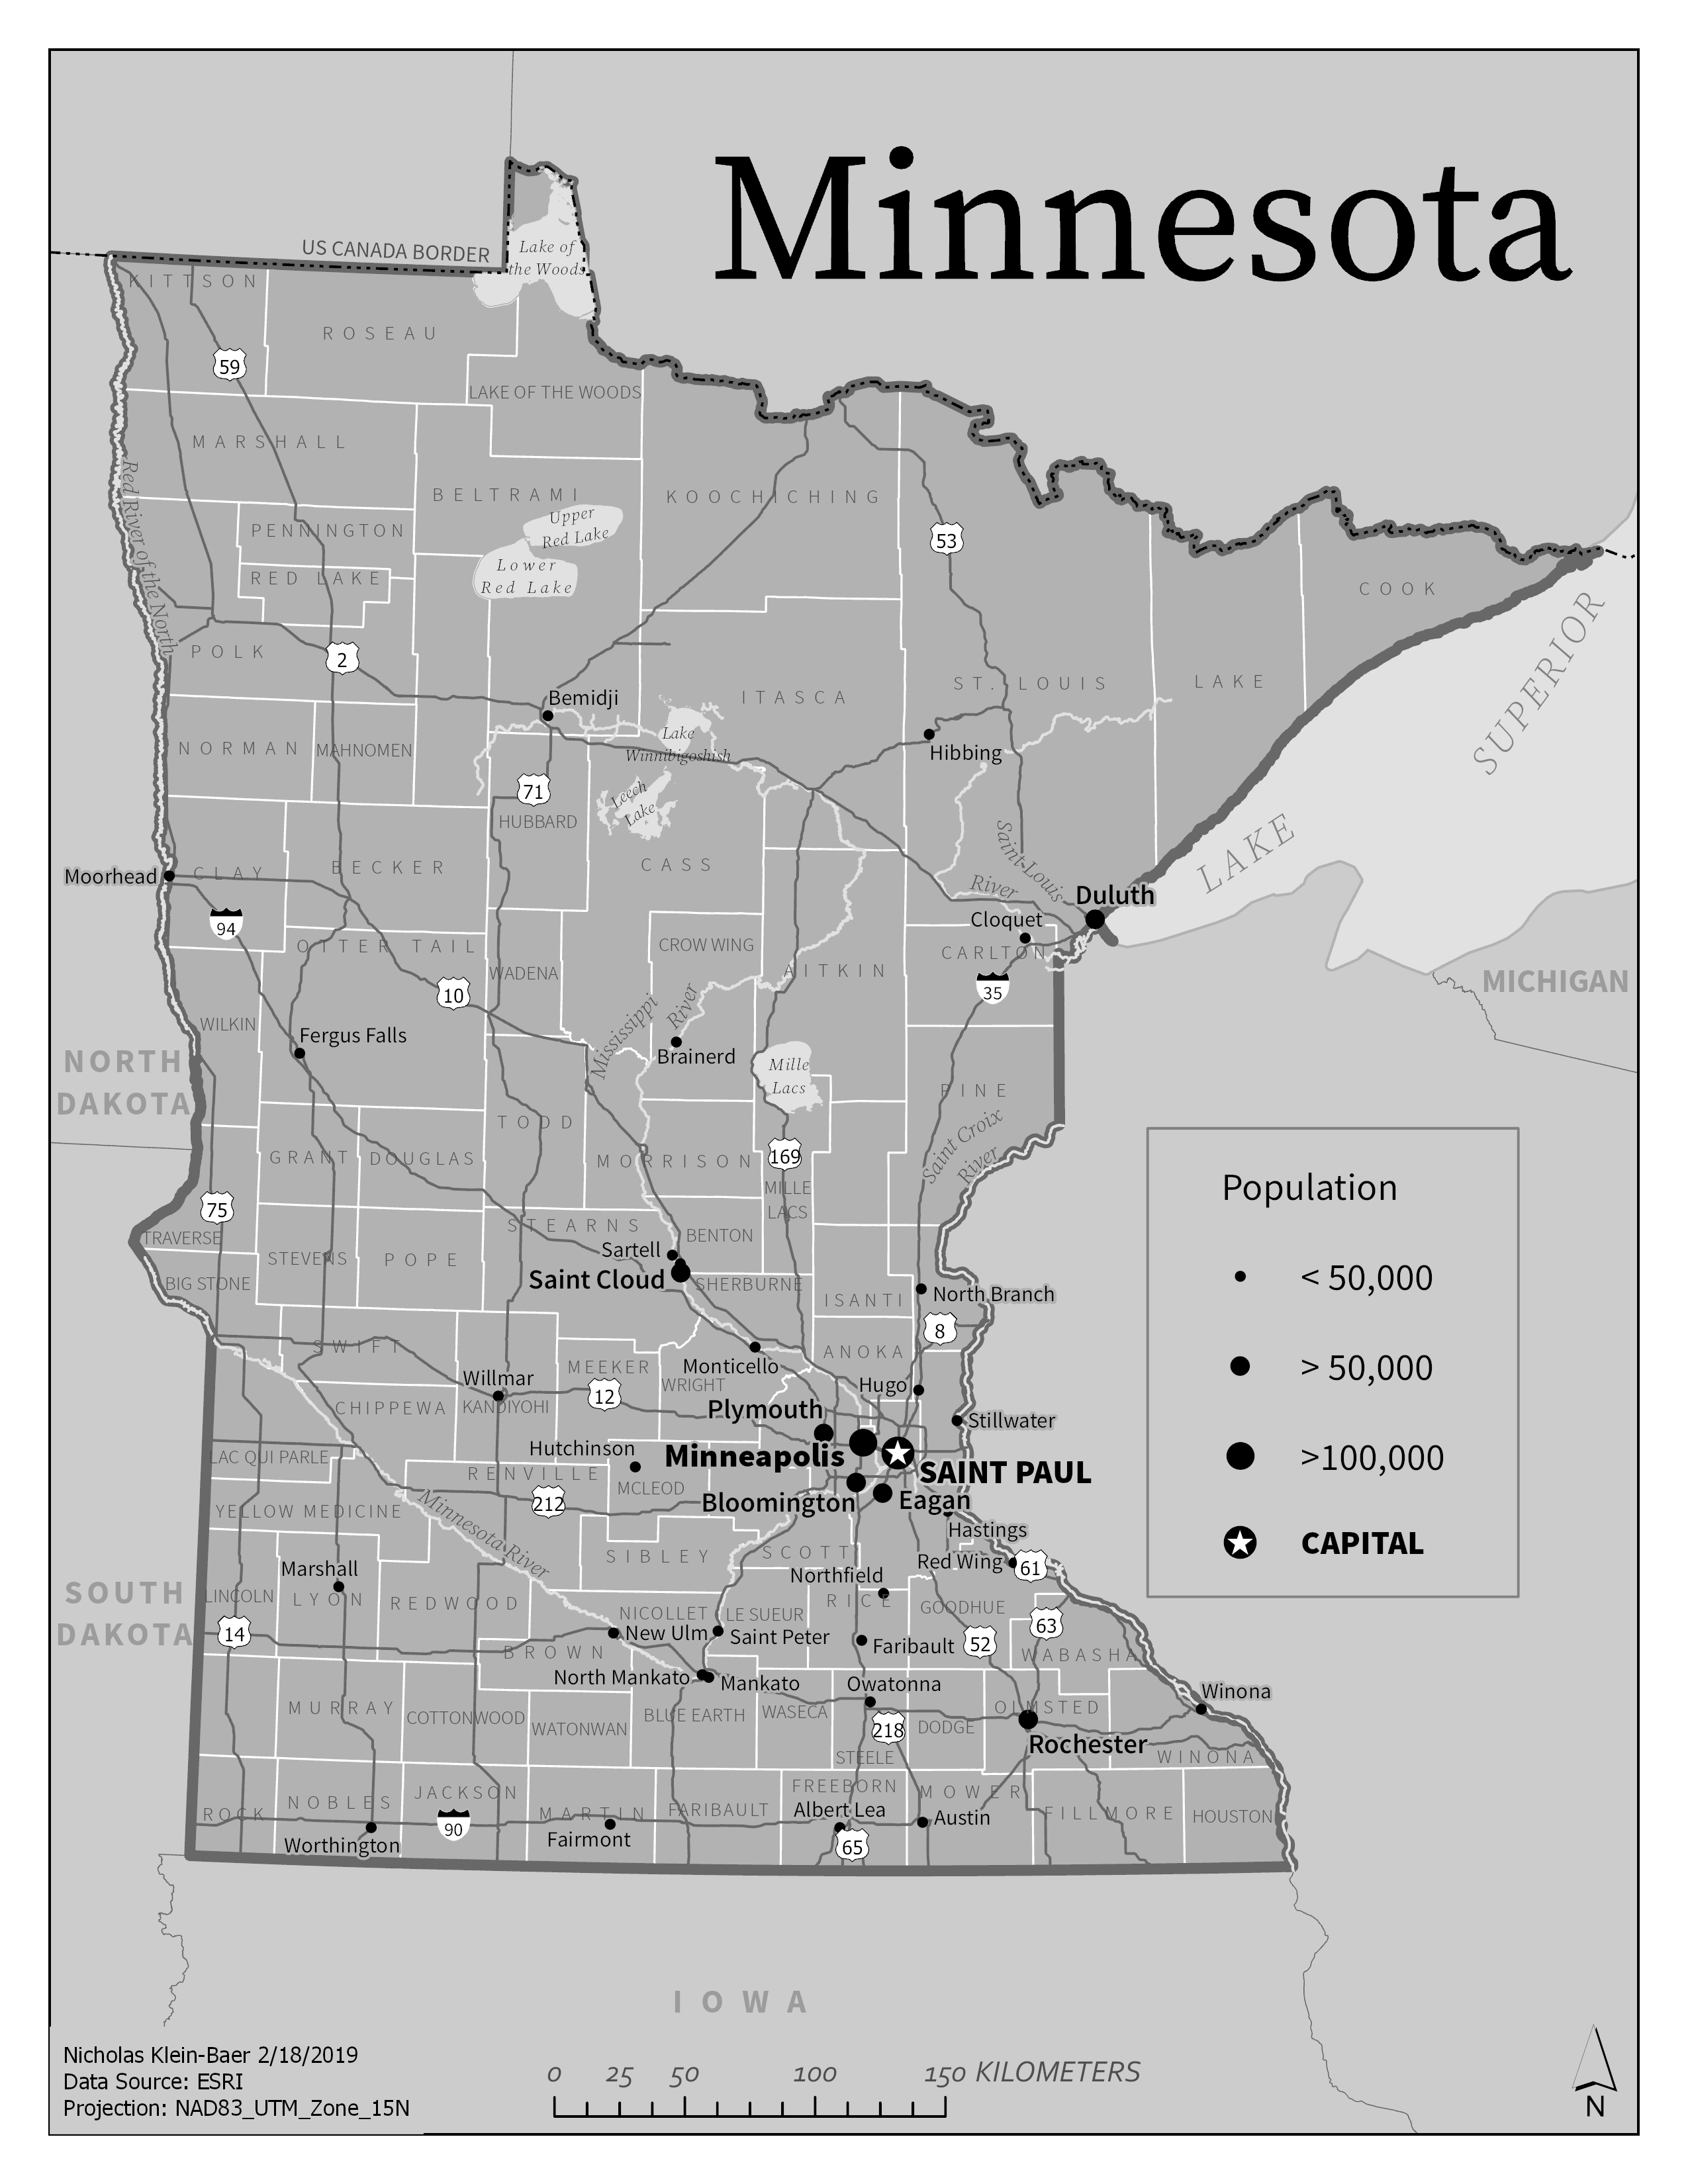 Minnesota
US CANADA BORDER
Lake of
the Woods
KITTSON
ROSEAU
59
LAKE OF THE WOODS
MARSHALL
Red River of the North
BELTRAMI
KOOCHICHING
Upper
Red Lake
PENNINGTON
53
Lower
Red Lake
RED LAKE
COOK
POLK
2
SUPERIOR
ST. LOUIS
LAKE
Bemidji
ITASCA
Lake
Winnibigoshish
NORMAN
MAHNOMEN
Hibbing
71
Leech
Lake
HUBBARD
LAKE
Saint Louis
River
CASS
CLAY
BECKER
Moorhead
Duluth
94
Cloquet
OTTER TAIL
CROW WING
CARLTON
WADENA
AITKIN
MICHIGAN
10
35
WILKIN
Mississippi
River
Fergus Falls
Brainerd
NORTH
DAKOTA
Mille
Lacs
PINE
TODD
Saint Croix
River
GRANT
DOUGLAS
MORRISON
169
Population
MILLE
LACS
75
STEARNS
TRAVERSE
BENTON
Sartell
STEVENS
POPE
Saint Cloud
BIG STONE
SHERBURNE
< 50,000
ISANTI
North Branch
8
SWIFT
ANOKA
MEEKER
Monticello
> 50,000
Willmar
WRIGHT
Hugo
12
CHIPPEWA
KANDIYOHI
Plymouth
Stillwater
Hutchinson
Minneapolis
LAC QUI PARLE
>100,000
RENVILLE
SAINT PAUL
MCLEOD
212
Bloomington
Eagan
YELLOW MEDICINE
Minnesota River
Hastings
CAPITAL
SIBLEY
SCOTT
Red Wing
61
Marshall
Northfield
SOUTH
DAKOTA
LINCOLN
LYON
REDWOOD
RICE
GOODHUE
NICOLLET
LE SUEUR
63
14
New Ulm
Saint Peter
Faribault
52
BROWN
WABASHA
North Mankato
Mankato
Owatonna
Winona
MURRAY
COTTONWOOD
WATONWAN
BLUE EARTH
WASECA
OLMSTED
218
DODGE
Rochester
STEELE
WINONA
JACKSON
FREEBORN
MOWER
NOBLES
ROCK
MARTIN
FARIBAULT
Albert Lea
Austin
FILLMORE
HOUSTON
90
Worthington
Fairmont
65
IOWA
Nicholas Klein-Baer 2/18/2019
Data Source: ESRI
Projection: NAD83_UTM_Zone_15N
0 25 50 100 150 KILOMETERS
N